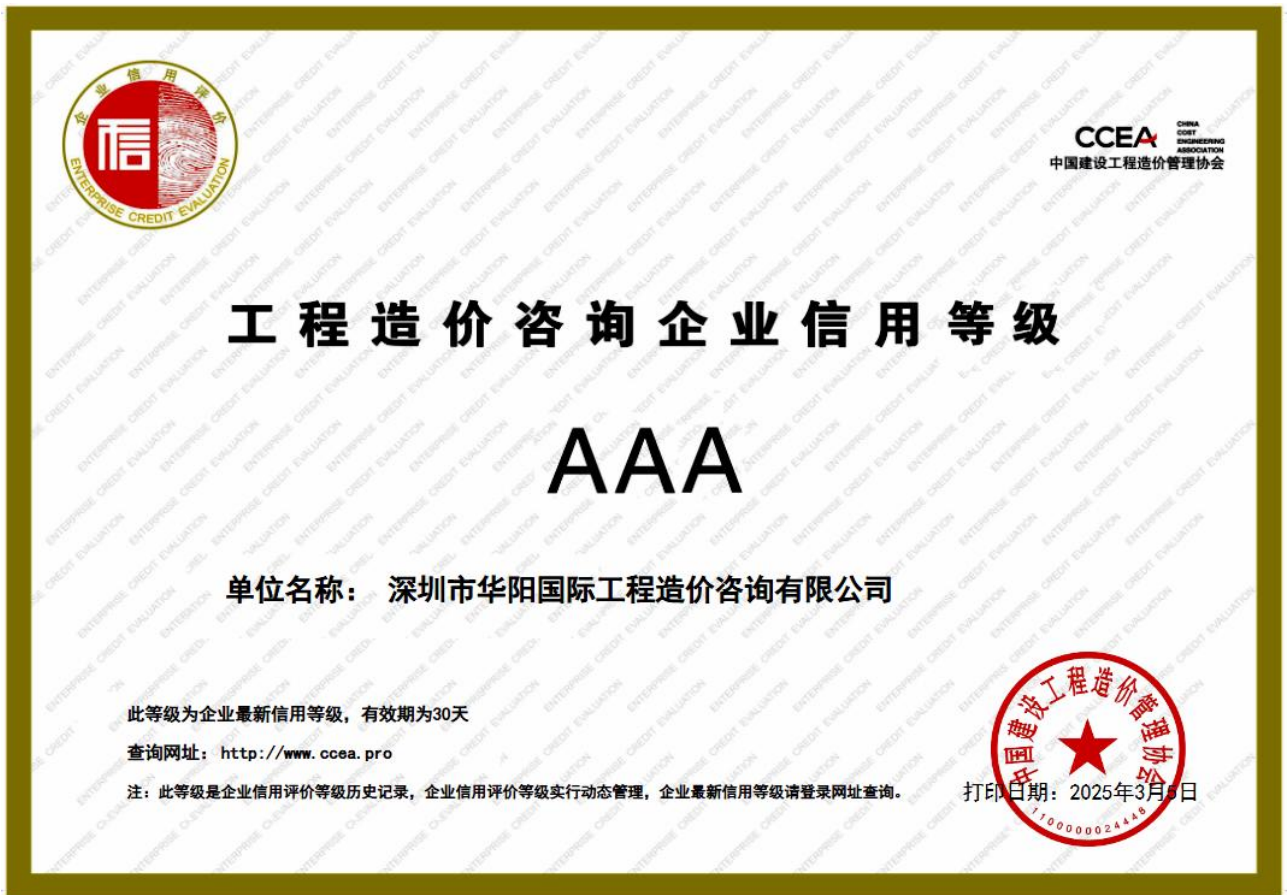 企业信用评价
信
ENTERPRISE CREDIT EVALUATION
CCEA
CHINA
COST
ENGINEERING
ASSOCIATION
中国建设工程造价管理协会
工程造价咨询企业信用等级
AAA
单位名称: 深圳市华阳国际工程造价咨询有限公司
此等级为企业最新信用等级,有效期为30天
查询网址:http://www.ccea.pro
注:此等级是企业信用评价等级历史记录,企业信用评价等级实行动态管理,企业最新信用等级请登录网址查询。
中国建设工程造价管理协会
打印日期:2025年3月5日
1100000024448